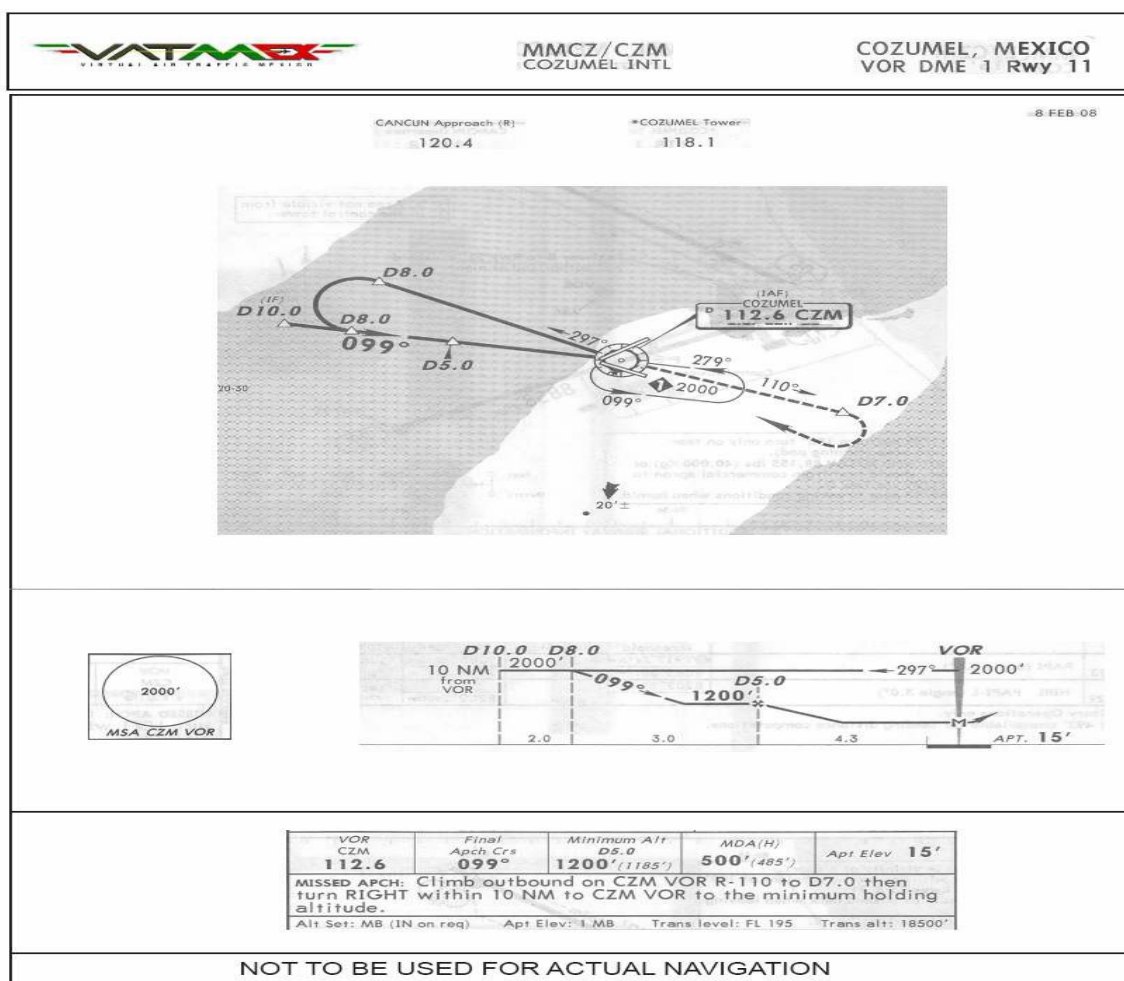 VATMEX
VIRTUAL AIR TRAFFIC MEXICO
MMCZ/CZM
COZUMEL INTL
COZUMEL, MEXICO
VOR DME 1 Rwy 11
8 FEB 08
CANCUN Approach (R)
120.4
*COZUMEL Tower
118.1
D8.0
(IF)
D10.0
D8.0
099°
D5.0
297°
(IAF)
COZUMEL
D 112.6 CZM
279°
2000
099°
110°
D7.0
20-30
20'±
2000'
MSA CZM VOR
D10.0 D8.0
VOR
10 NM
from
VOR
2000'
297°
2000'
099°
D5.0
1200'
M
2.0
3.0
4.3
APT. 15'
VOR
CZM
112.6
Final
Apch Crs
099°
Minimum Alt
D5.0
1200'(1185')
MDA(H)
500'(485')
Apt Elev 15'
MISSED APCH: Climb outbound on CZM VOR R-110 to D7.0 then
turn RIGHT within 10 NM to CZM VOR to the minimum holding
altitude.
Alt Set: MB (IN on req) Apt Elev: 1 MB Trans level: FL 195 Trans alt: 18500'
NOT TO BE USED FOR ACTUAL NAVIGATION